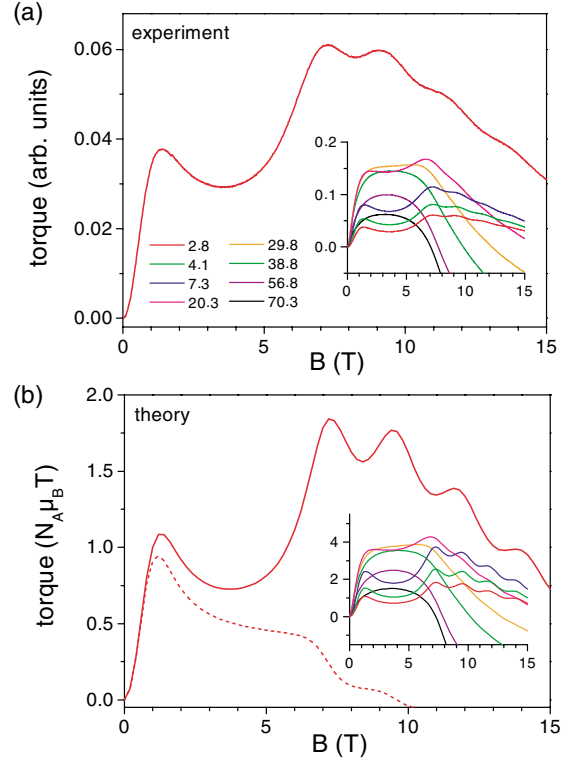 (a)
experiment
torque (arb. units)
0.06
0.04
0.02
0.00
0.2
0.1
0.0
0 5 10 15
2.8 29.8
4.1 38.8
7.3 56.8
20.3 70.3
0 5 10 15
B (T)
(b)
theory
torque (N_Aμ_BT)
2.0
1.5
1.0
0.5
0.0
4
2
0
0 5 10 15
0 5 10 15
B (T)